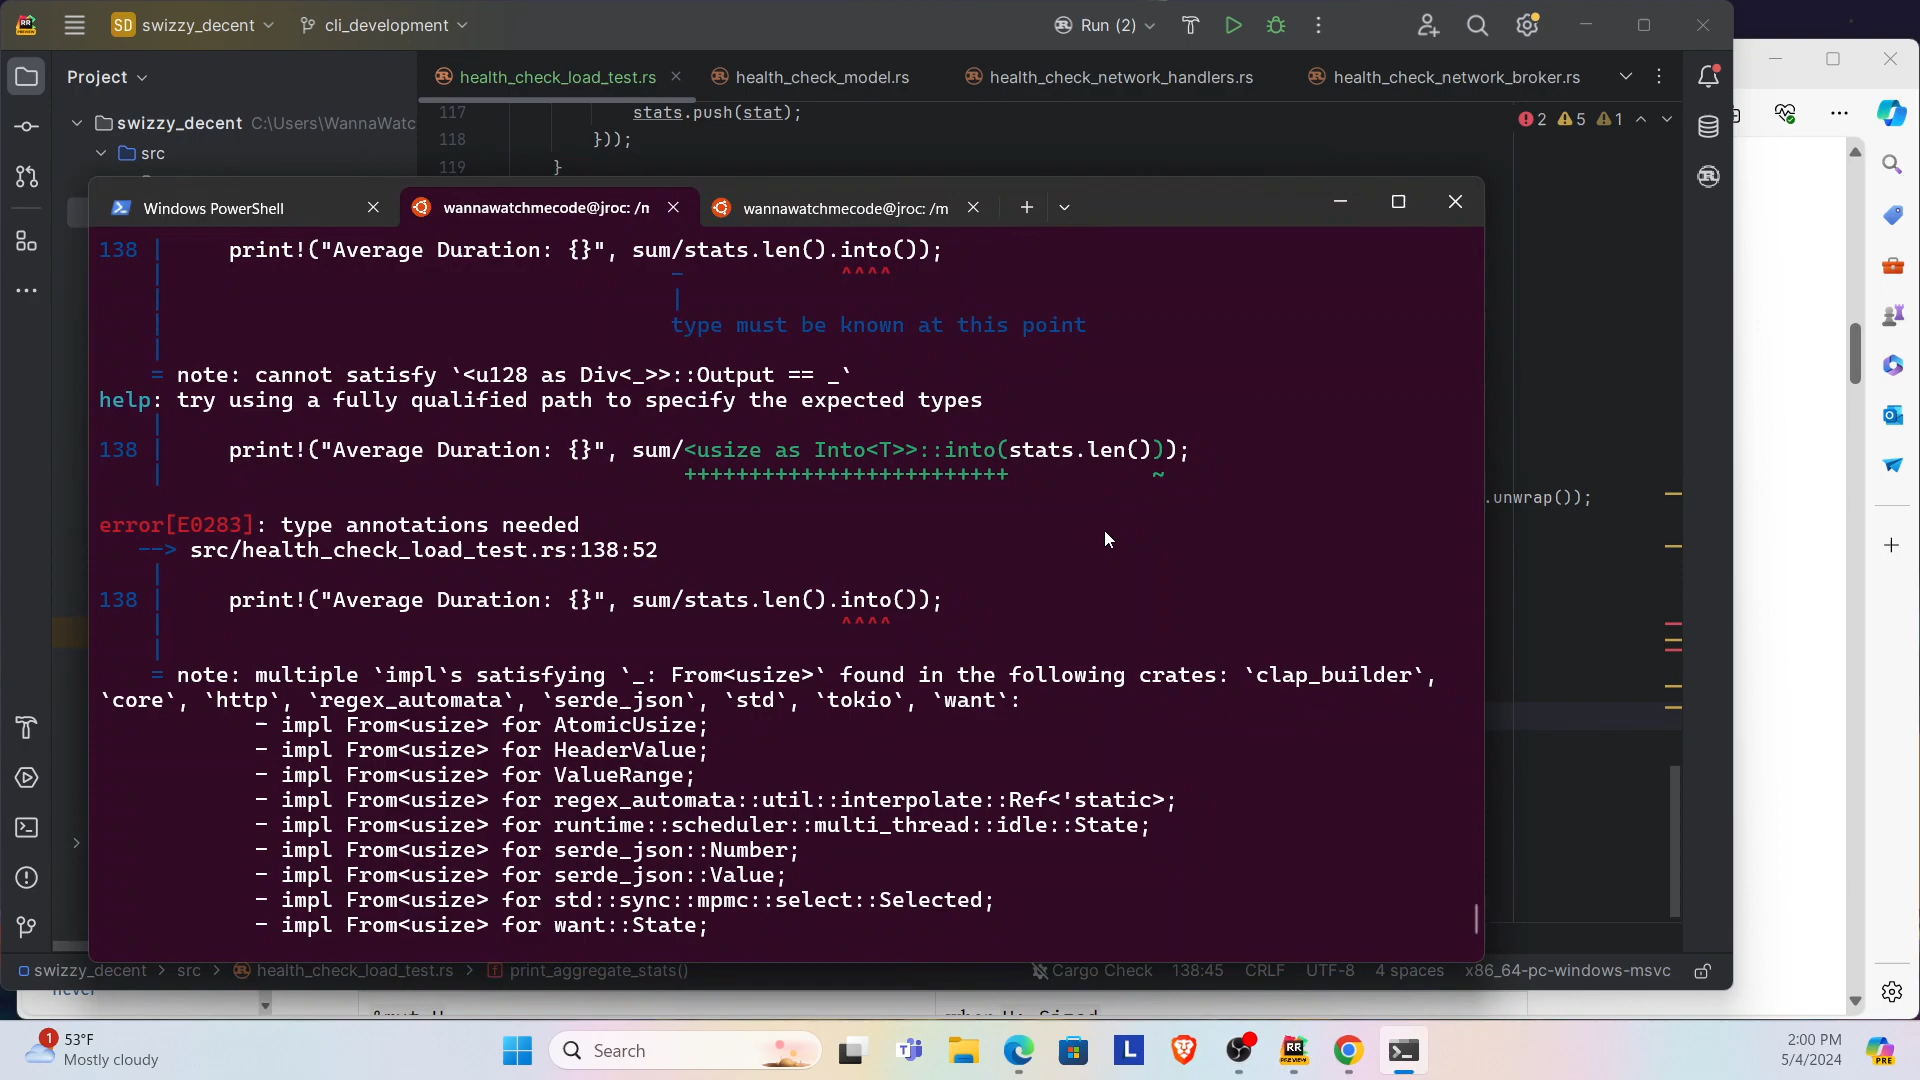 SD swizzy_decent
cli_development
Run (2)
Project
health_check_load_test.rs
health_check_model.rs
health_check_network_handlers.rs
health_check_network_broker.rs
swizzy_decent C:\Users\WannaWatc
src
117 stats.push(stat);
118 }));
119 }
2 5 1
Windows PowerShell
wannawatchmecode@jroc: /n
wannawatchmecode@jroc: /m
138 | print!("Average Duration: {}", sum/stats.len().into());
| - ^^^^
| |
| type must be known at this point
|
= note: cannot satisfy `<u128 as Div<_>>::Output == _`
help: try using a fully qualified path to specify the expected types
|
138 | print!("Average Duration: {}", sum/<usize as Into<T>>::into(stats.len()));
| +++++++++++++++++++++++++ ~
.unwrap());
error[E0283]: type annotations needed
--> src/health_check_load_test.rs:138:52
|
138 | print!("Average Duration: {}", sum/stats.len().into());
| ^^^^
|
= note: multiple `impl`s satisfying `_: From<usize>` found in the following crates: `clap_builder`,
`core`, `http`, `regex_automata`, `serde_json`, `std`, `tokio`, `want`:
- impl From<usize> for AtomicUsize;
- impl From<usize> for HeaderValue;
- impl From<usize> for ValueRange;
- impl From<usize> for regex_automata::util::interpolate::Ref<'static>;
- impl From<usize> for runtime::scheduler::multi_thread::idle::State;
- impl From<usize> for serde_json::Number;
- impl From<usize> for serde_json::Value;
- impl From<usize> for std::sync::mpmc::select::Selected;
- impl From<usize> for want::State;
swizzy_decent > src > health_check_load_test.rs > print_aggregate_stats()
Cargo Check 138:45 CRLF UTF-8 4 spaces x86_64-pc-windows-msvc
1
53°F
Mostly cloudy
Search
2:00 PM
5/4/2024